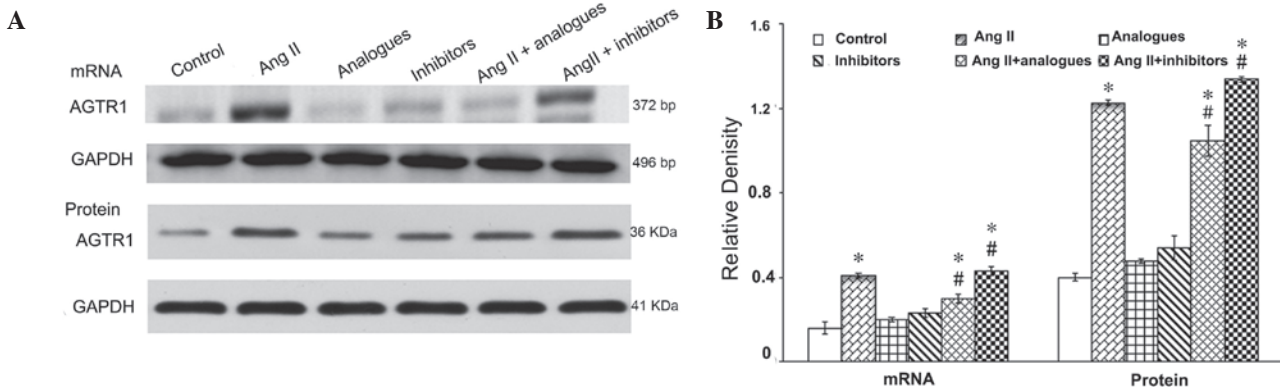 A
Control
Ang II
Analogues
Inhibitors
Ang II + analogues
AngII + inhibitors
mRNA
AGTR1
372 bp
GAPDH
496 bp
Protein
AGTR1
36 KDa
GAPDH
41 KDa
B
Relative Denisity
1.6
1.2
0.8
0.4
0
Control
Ang II
Analogues
Inhibitors
Ang II+analogues
Ang II+inhibitors
*
*
#
*
#
*
*
#
*
#
mRNA
Protein